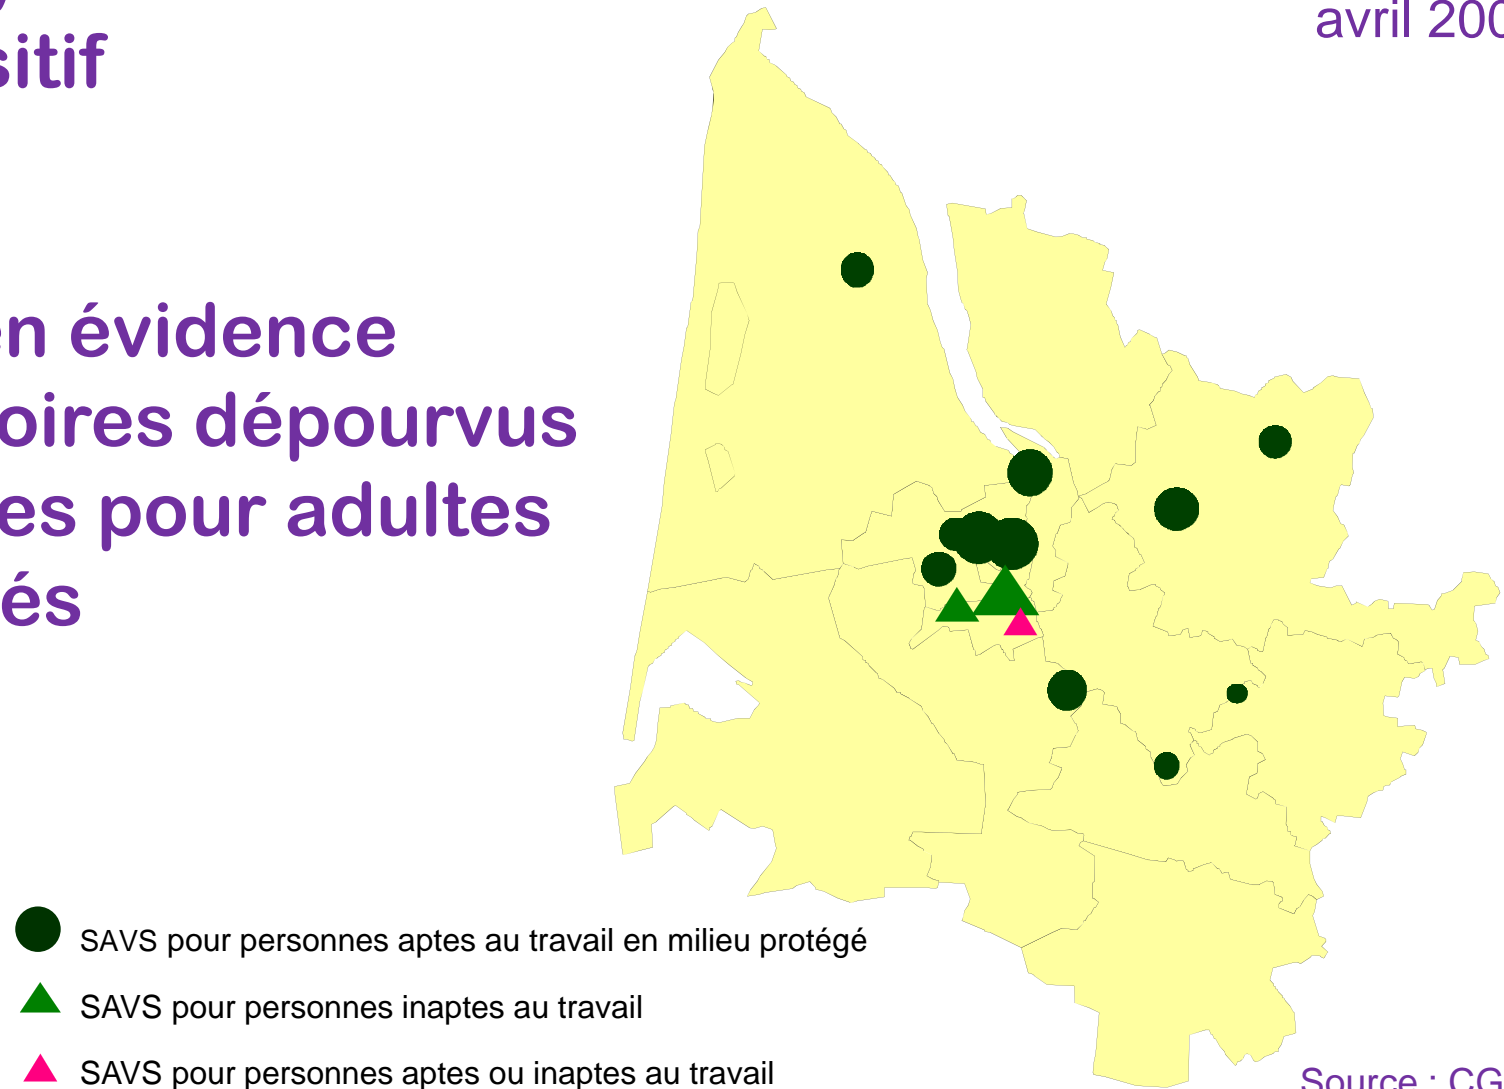 avril 200
sitif
en évidence
oires dépourvus
es pour adultes
és
SAVS pour personnes aptes au travail en milieu protégé
SAVS pour personnes inaptes au travail
SAVS pour personnes aptes ou inaptes au travail
Source : CG